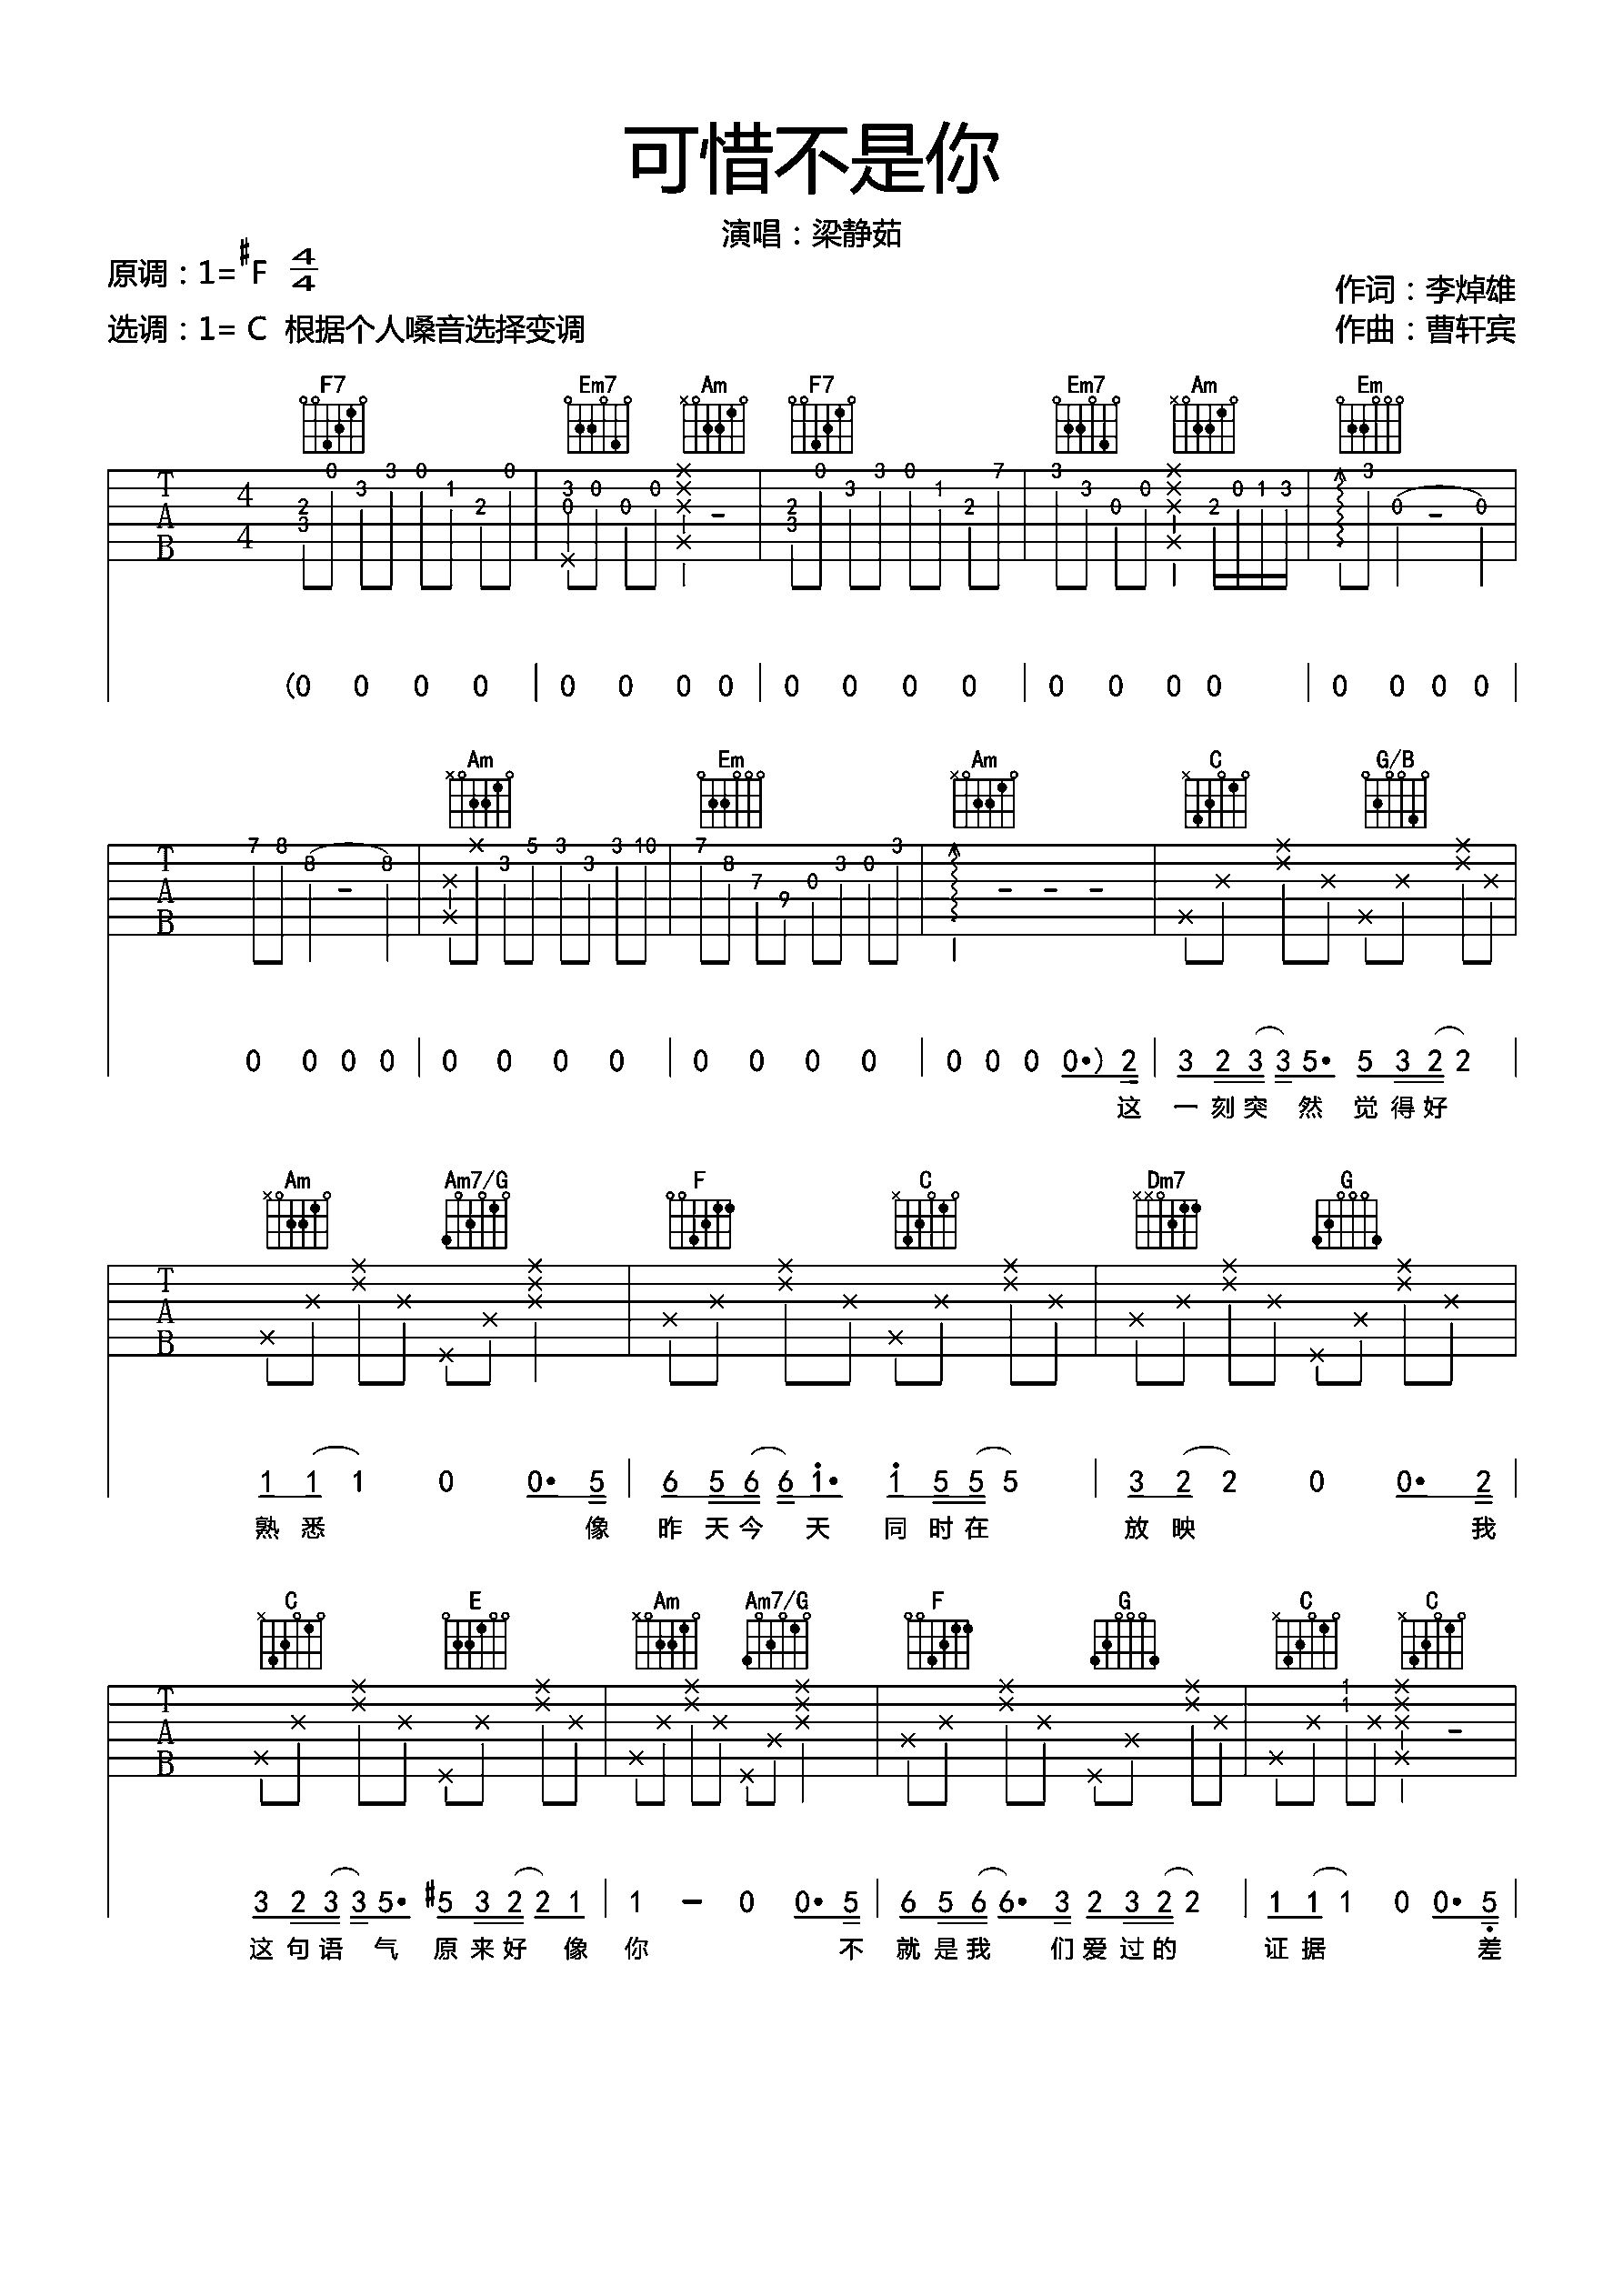 可惜不是你
演唱：梁静茹
原调：1= #F 4/4
作词：李焯雄
选调：1= C 根据个人嗓音选择变调
作曲：曹轩宾
F7 Em7 Am F7 Em7 Am Em
T A B 4/4
(0 0 0 0 | 0 0 0 0 | 0 0 0 0 | 0 0 0 0 | 0 0 0 0 |
Am Em Am C G/B
T A B
0 0 0 0 | 0 0 0 0 | 0 0 0 0 | 0 0 0 0•) 2 | 3 2 3 3 5• 5 3 2 2 |
这 一 刻 突 然 觉 得 好
Am Am7/G F C Dm7 G
T A B
1 1 1 0 0• 5 | 6 5 6 6 1• 1 5 5 5 | 3 2 2 0 0• 2 |
熟 悉 像 昨 天 今 天 同 时 在 放 映 我
C E Am Am7/G F G C C
T A B
3 2 3 3 5• #5 3 2 2 1 | 1 - 0 0• 5 | 6 5 6 6• 3 2 3 2 2 | 1 1 1 0 0• 5 |
这 句 语 气 原 来 好 像 你 不 就 是 我 们 爱 过 的 证 据 差